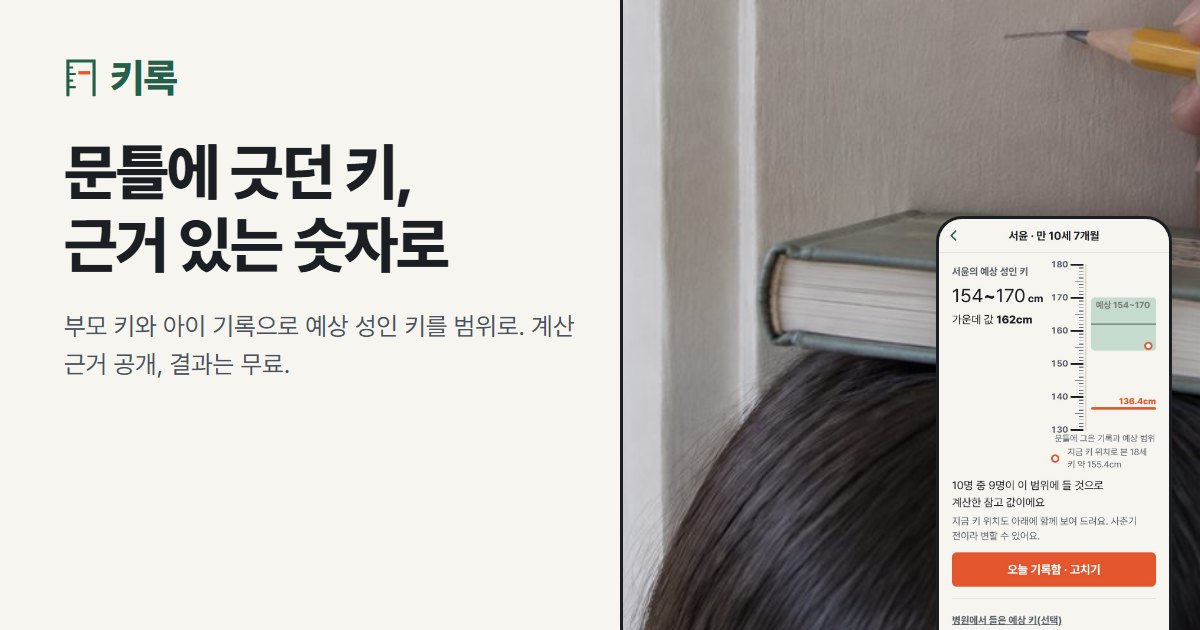 키록
문틀에 긋던 키,
근거 있는 숫자로
부모 키와 아이 기록으로 예상 성인 키를 범위로. 계산
근거 공개, 결과는 무료.
서윤 · 만 10세 7개월
서윤의 예상 성인 키
154~170 cm
가운데 값 162cm
180
170
160
150
140
130
예상 154~170
136.4cm
문틀에 그은 기록과 예상 범위
지금 키 위치로 본 18세
키 약 155.4cm
10명 중 9명이 이 범위에 들 것으로
계산한 참고 값이에요
지금 키 위치도 아래에 함께 보여 드려요. 사춘기
전이라 변할 수 있어요.
오늘 기록함 · 고치기
병원에서 들은 예상 키(선택)